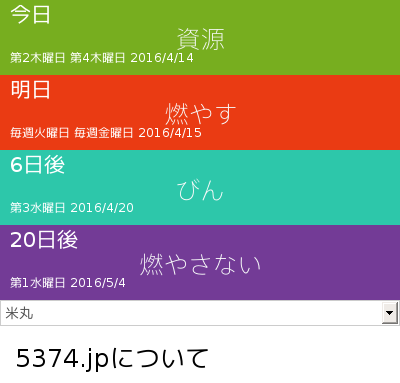 今日
資源
第2木曜日 第4木曜日 2016/4/14
明日
燃やす
毎週火曜日 毎週金曜日 2016/4/15
6日後
びん
第3水曜日 2016/4/20
20日後
燃やさない
第1水曜日 2016/5/4
米丸
5374.jpについて